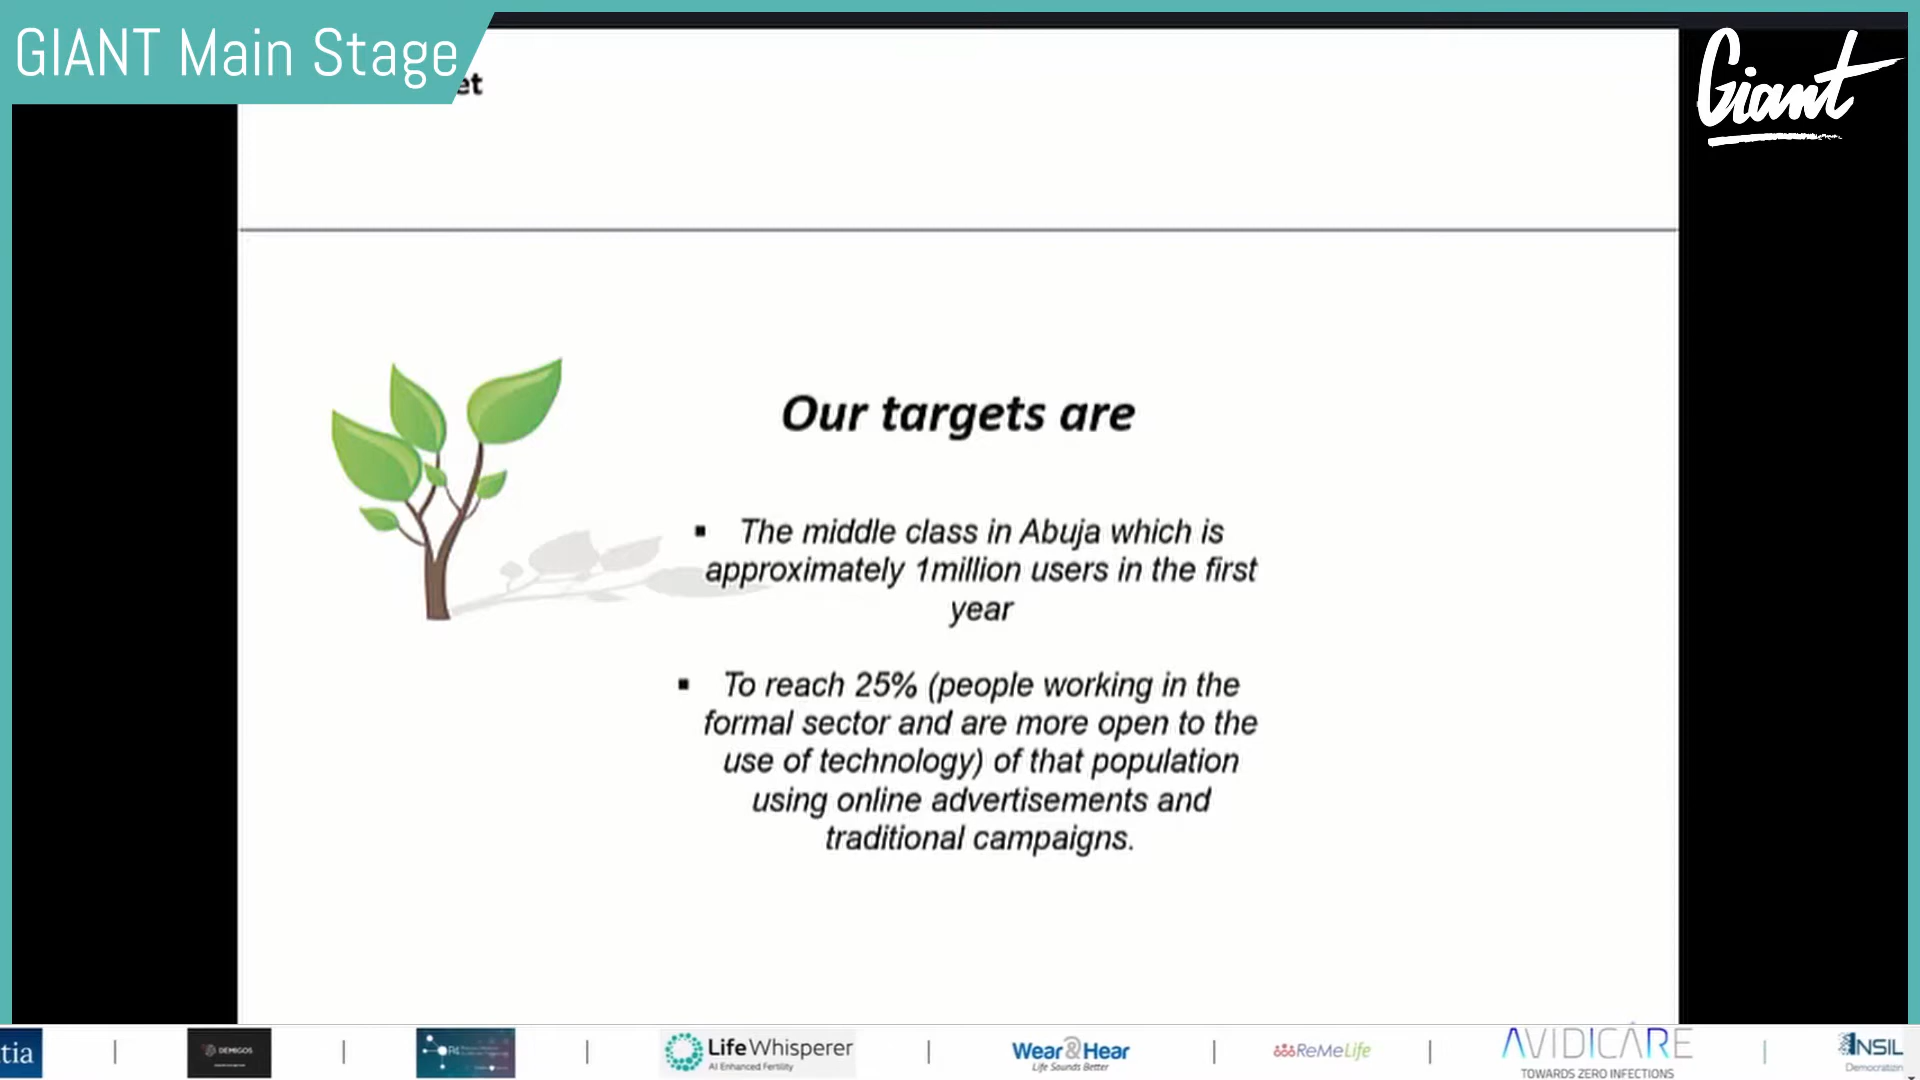 GIANT Main Stage
et
Giant
Our targets are
▪ The middle class in Abuja which is
approximately 1million users in the first
year
▪ To reach 25% (people working in the
formal sector and are more open to the
use of technology) of that population
using online advertisements and
traditional campaigns.
tia
DEMIGOS
LifeWhisperer
AI Enhanced Fertility
Wear&Hear
Life Sounds Better
ReMeLife
AVIDICARE
TOWARDS ZERO INFECTIONS
INSIL
Democratizin